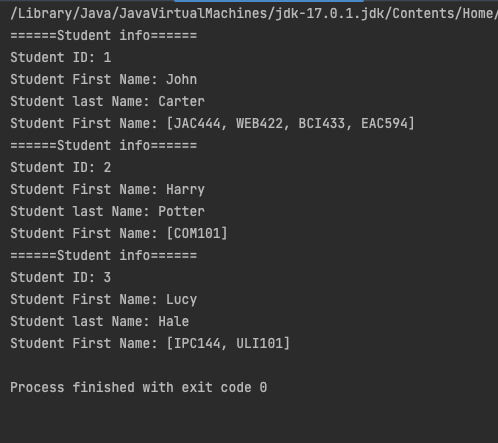 /Library/Java/JavaVirtualMachines/jdk-17.0.1.jdk/Contents/Home/
======Student info======
Student ID: 1
Student First Name: John
Student last Name: Carter
Student First Name: [JAC444, WEB422, BCI433, EAC594]
======Student info======
Student ID: 2
Student First Name: Harry
Student last Name: Potter
Student First Name: [COM101]
======Student info======
Student ID: 3
Student First Name: Lucy
Student last Name: Hale
Student First Name: [IPC144, ULI101]
Process finished with exit code 0